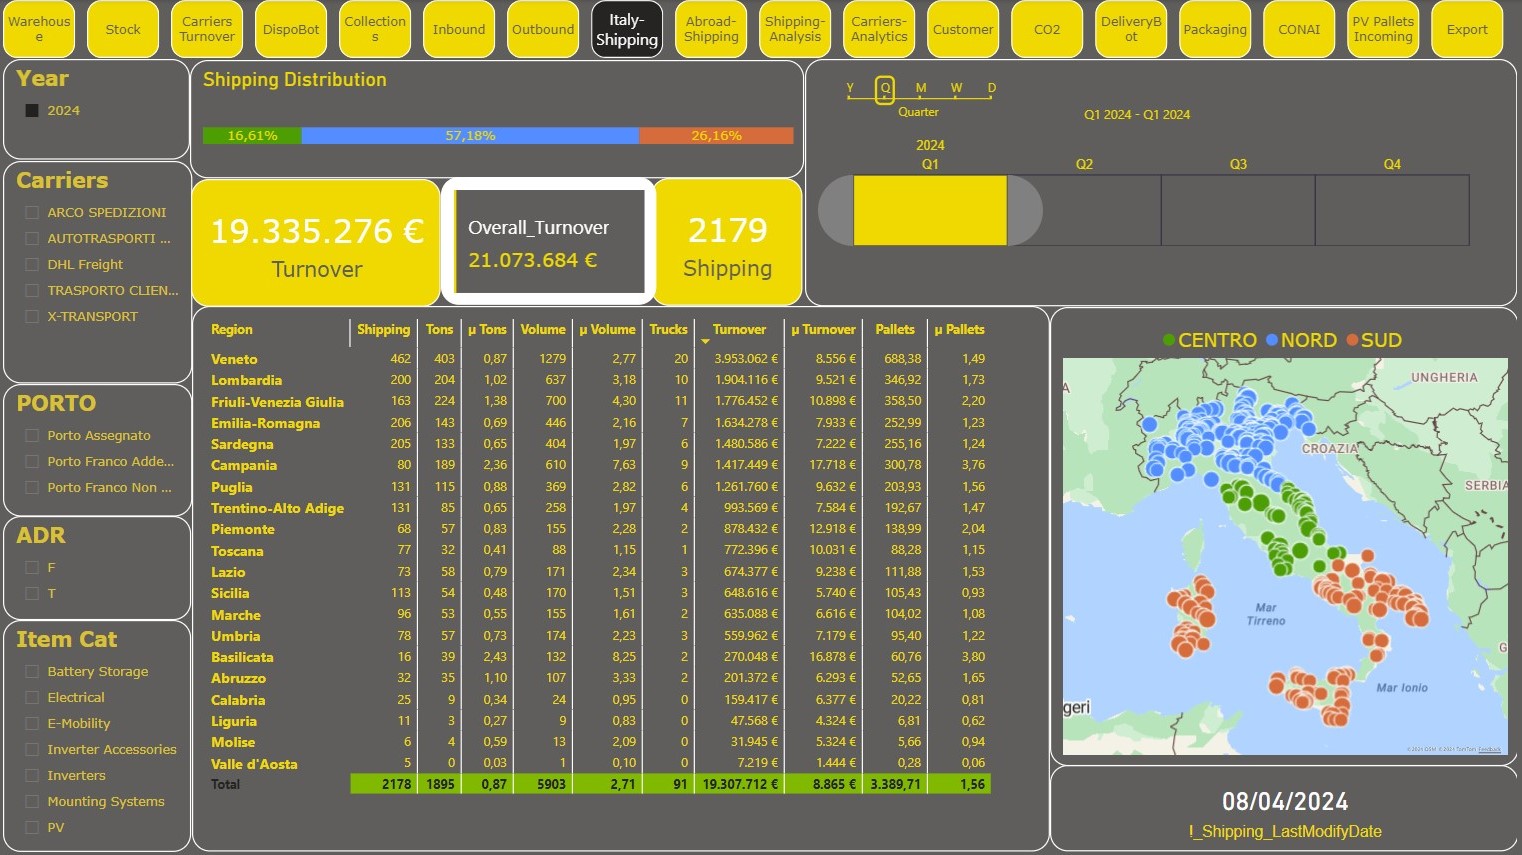 Warehouse
Stock
Carriers Turnover
DispoBot
Collections
Inbound
Outbound
Italy-Shipping
Abroad-Shipping
Shipping-Analysis
Carriers-Analytics
Customer
CO2
DeliveryBot
Packaging
CONAI
PV Pallets Incoming
Export
Year
2024
Carriers
ARCO SPEDIZIONI
AUTOTRASPORTI ...
DHL Freight
TRASPORTO CLIEN...
X-TRANSPORT
PORTO
Porto Assegnato
Porto Franco Adde...
Porto Franco Non ...
ADR
F
T
Item Cat
Battery Storage
Electrical
E-Mobility
Inverter Accessories
Inverters
Mounting Systems
PV
Shipping Distribution
16,61% 57,18% 26,16%
19.335.276 €
Turnover
Overall_Turnover
21.073.684 €
2179
Shipping
Y Q M W D
Quarter
Q1 2024 - Q1 2024
2024
Q1 Q2 Q3 Q4
Region Shipping Tons µ Tons Volume µ Volume Trucks Turnover µ Turnover Pallets µ Pallets
Veneto 462 403 0,87 1279 2,77 20 3.953.062 € 8.556 € 688,38 1,49
Lombardia 200 204 1,02 637 3,18 10 1.904.116 € 9.521 € 346,92 1,73
Friuli-Venezia Giulia 163 224 1,38 700 4,30 11 1.776.452 € 10.898 € 358,50 2,20
Emilia-Romagna 206 143 0,69 446 2,16 7 1.634.278 € 7.933 € 252,99 1,23
Sardegna 205 133 0,65 404 1,97 6 1.480.586 € 7.222 € 255,16 1,24
Campania 80 189 2,36 610 7,63 9 1.417.449 € 17.718 € 300,78 3,76
Puglia 131 115 0,88 369 2,82 6 1.261.760 € 9.632 € 203,93 1,56
Trentino-Alto Adige 131 85 0,65 258 1,97 4 993.569 € 7.584 € 192,67 1,47
Piemonte 68 57 0,83 155 2,28 2 878.432 € 12.918 € 138,99 2,04
Toscana 77 32 0,41 88 1,15 1 772.396 € 10.031 € 88,28 1,15
Lazio 73 58 0,79 171 2,34 3 674.377 € 9.238 € 111,88 1,53
Sicilia 113 54 0,48 170 1,51 3 648.616 € 5.740 € 105,43 0,93
Marche 96 53 0,55 155 1,61 2 635.088 € 6.616 € 104,02 1,08
Umbria 78 57 0,73 174 2,23 3 559.962 € 7.179 € 95,40 1,22
Basilicata 16 39 2,43 132 8,25 2 270.048 € 16.878 € 60,76 3,80
Abruzzo 32 35 1,10 107 3,33 2 201.372 € 6.293 € 52,65 1,65
Calabria 25 9 0,34 24 0,95 0 159.417 € 6.377 € 20,22 0,81
Liguria 11 3 0,27 9 0,83 0 47.568 € 4.324 € 6,81 0,62
Molise 6 4 0,59 13 2,09 0 31.945 € 5.324 € 5,66 0,94
Valle d'Aosta 5 0 0,03 1 0,10 0 7.219 € 1.444 € 0,28 0,06
Total 2178 1895 0,87 5903 2,71 91 19.307.712 € 8.865 € 3.389,71 1,56
CENTRO NORD SUD
UNGHERIA
CROAZIA
SERBIA
Mar
Tirreno
Mar Ionio
geri
G
A
© 2024 OSM © 2024 TomTom Feedback
08/04/2024
!_Shipping_LastModifyDate